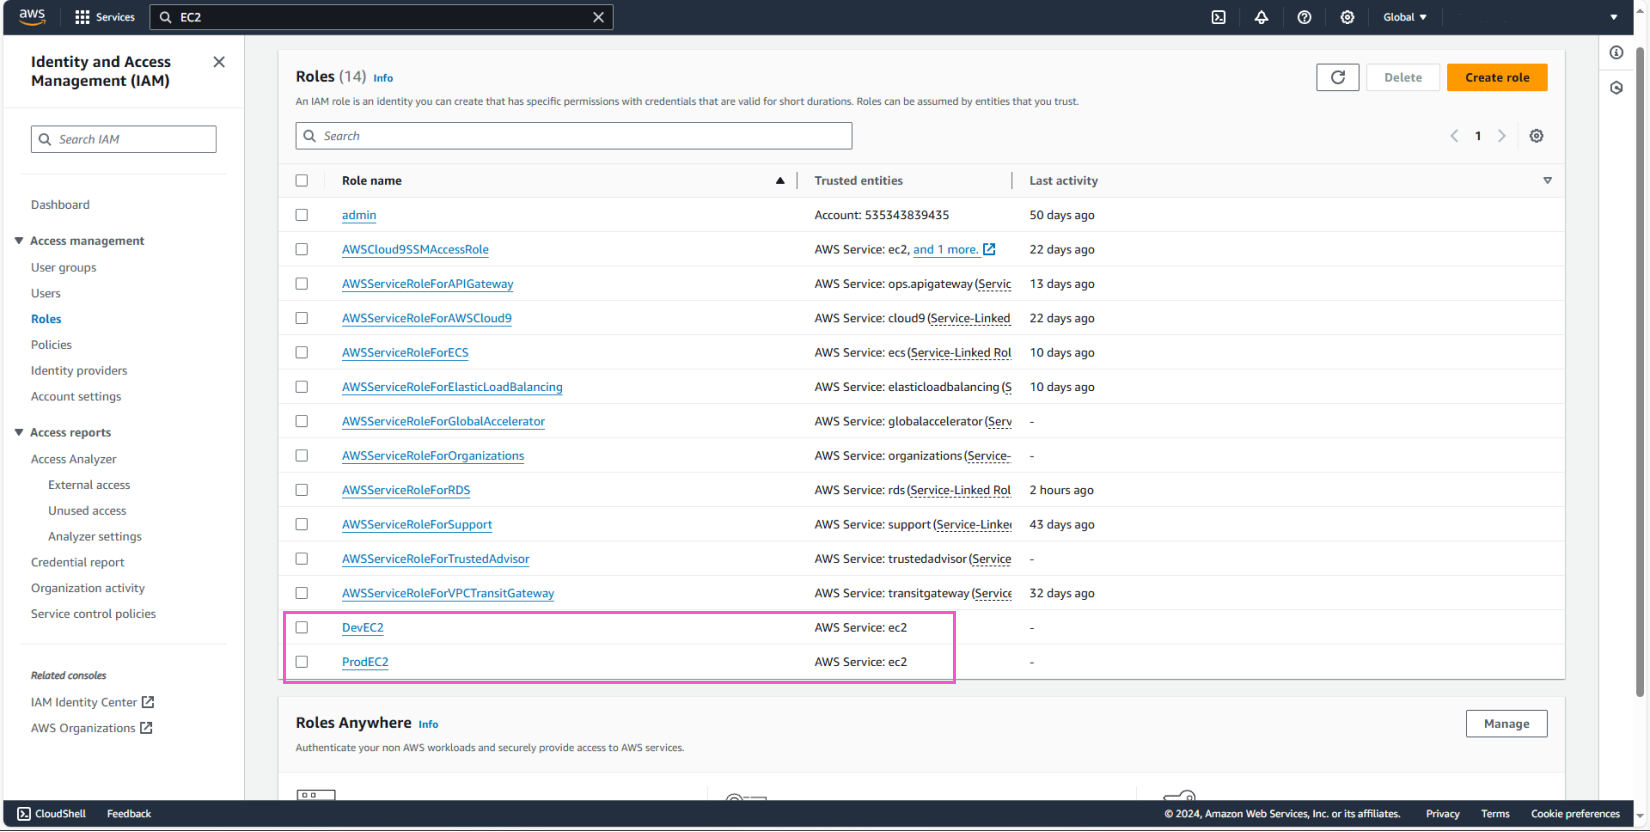 aws
Services
EC2
Global
Identity and Access
Management (IAM)
Search IAM
Dashboard
Access management
User groups
Users
Roles
Policies
Identity providers
Account settings
Access reports
Access Analyzer
External access
Unused access
Analyzer settings
Credential report
Organization activity
Service control policies
Related consoles
IAM Identity Center
AWS Organizations
Roles (14) Info
Delete
Create role
An IAM role is an identity you can create that has specific permissions with credentials that are valid for short durations. Roles can be assumed by entities that you trust.
Search
1
Role name Trusted entities Last activity
admin Account: 535343839435 50 days ago
AWSCloud9SSMAccessRole AWS Service: ec2, and 1 more. 22 days ago
AWSServiceRoleForAPIGateway AWS Service: ops.apigateway (Servic 13 days ago
AWSServiceRoleForAWSCloud9 AWS Service: cloud9 (Service-Linked 22 days ago
AWSServiceRoleForECS AWS Service: ecs (Service-Linked Rol 10 days ago
AWSServiceRoleForElasticLoadBalancing AWS Service: elasticloadbalancing (S 10 days ago
AWSServiceRoleForGlobalAccelerator AWS Service: globalaccelerator (Serv -
AWSServiceRoleForOrganizations AWS Service: organizations (Service- -
AWSServiceRoleForRDS AWS Service: rds (Service-Linked Rol 2 hours ago
AWSServiceRoleForSupport AWS Service: support (Service-Linked 43 days ago
AWSServiceRoleForTrustedAdvisor AWS Service: trustedadvisor (Service -
AWSServiceRoleForVPCTransitGateway AWS Service: transitgateway (Service 32 days ago
DevEC2 AWS Service: ec2 -
ProdEC2 AWS Service: ec2 -
Roles Anywhere Info
Manage
Authenticate your non AWS workloads and securely provide access to AWS services.
CloudShell Feedback © 2024, Amazon Web Services, Inc. or its affiliates. Privacy Terms Cookie preferences